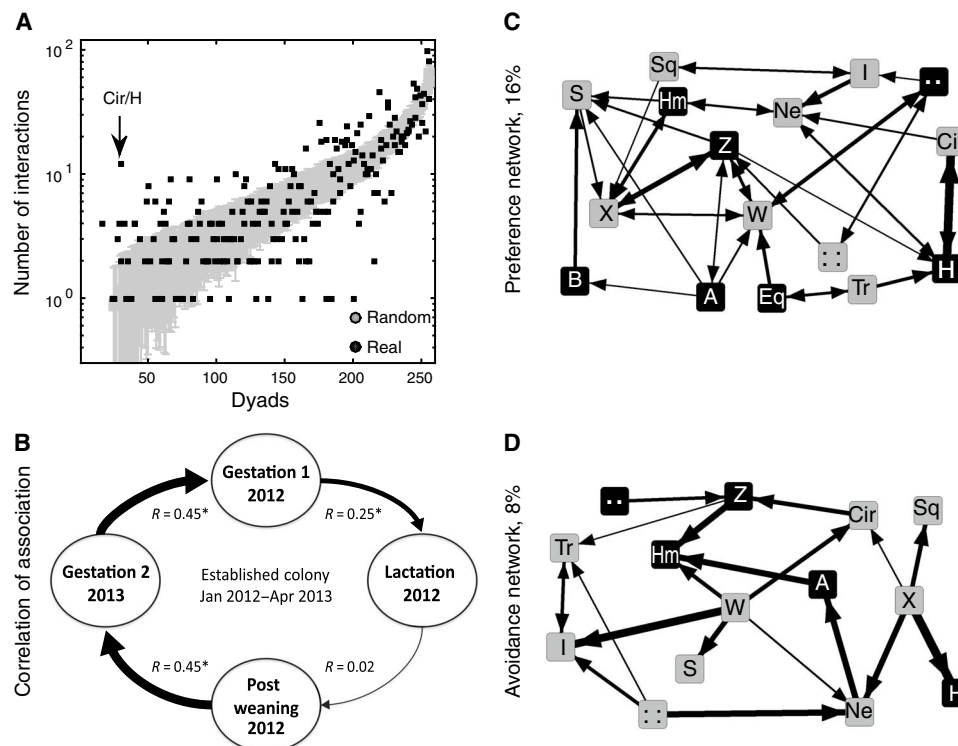 A
Number of interactions
10²
10¹
10⁰
Cir/H
Random
Real
50
100
150
200
250
Dyads
B
Correlation of association
Gestation 1
2012
R = 0.45*
R = 0.25*
Gestation 2
2013
Established colony
Jan 2012–Apr 2013
Lactation
2012
R = 0.45*
R = 0.02
Post
weaning
2012
C
Preference network, 16%
Sq
I
··
S
Hm
Ne
Cir
Z
X
W
: :
H
B
A
Eq
Tr
D
Avoidance network, 8%
··
Z
Cir
Sq
Tr
Hm
A
W
X
I
S
H
: :
Ne